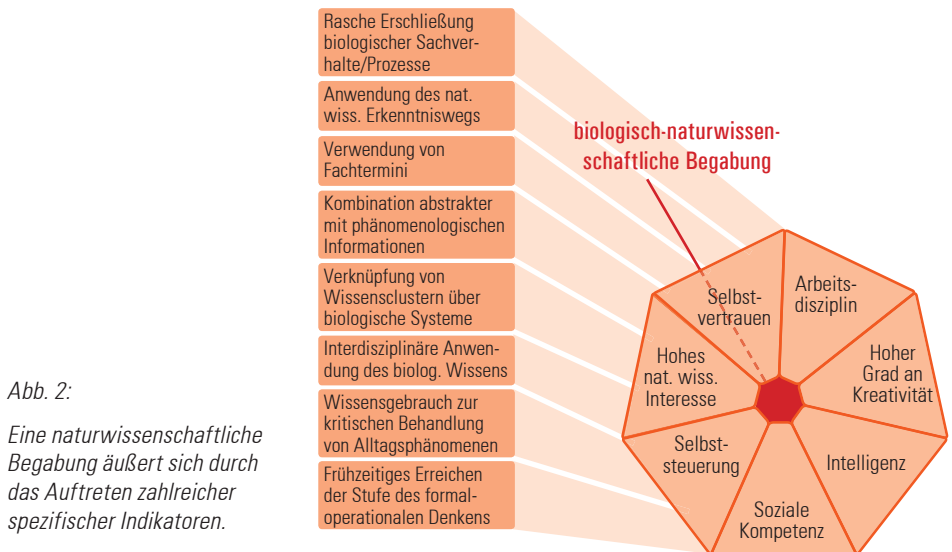 Rasche Erschließung
biologischer Sachver-
halte/Prozesse
Anwendung des nat.
wiss. Erkenntniswegs
Verwendung von
Fachtermini
Kombination abstrakter
mit phänomenologischen
Informationen
Verknüpfung von
Wissensclustern über
biologische Systeme
Interdisziplinäre Anwen-
dung des biolog. Wissens
Wissensgebrauch zur
kritischen Behandlung
von Alltagsphänomenen
Frühzeitiges Erreichen
der Stufe des formal-
operationalen Denkens
biologisch-naturwissen-
schaftliche Begabung
Selbst-
vertrauen
Arbeits-
disziplin
Hohes
nat. wiss.
Interesse
Hoher
Grad an
Kreativität
Selbst-
steuerung
Intelligenz
Soziale
Kompetenz
Abb. 2:
Eine naturwissenschaftliche
Begabung äußert sich durch
das Auftreten zahlreicher
spezifischer Indikatoren.